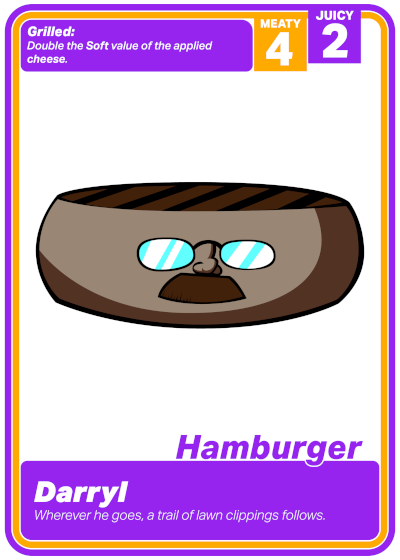 Grilled:
Double the Soft value of the applied
cheese.
MEATY
4
JUICY
2
Hamburger
Darryl
Wherever he goes, a trail of lawn clippings follows.